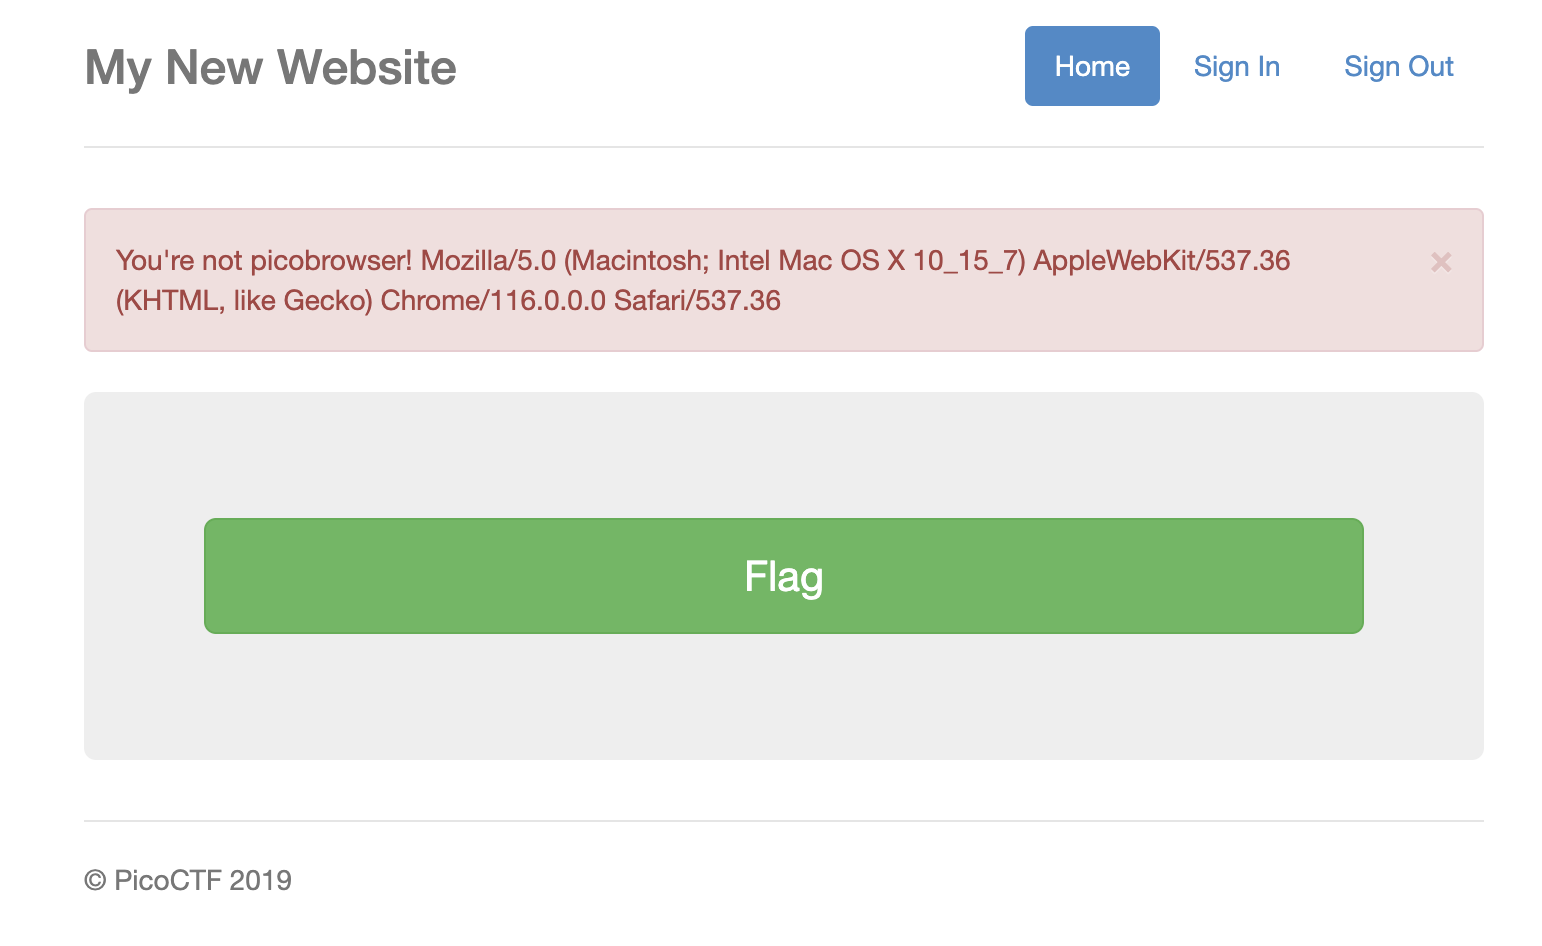 My New Website
Home
Sign In
Sign Out
You're not picobrowser! Mozilla/5.0 (Macintosh; Intel Mac OS X 10_15_7) AppleWebKit/537.36
(KHTML, like Gecko) Chrome/116.0.0.0 Safari/537.36
×
Flag
© PicoCTF 2019